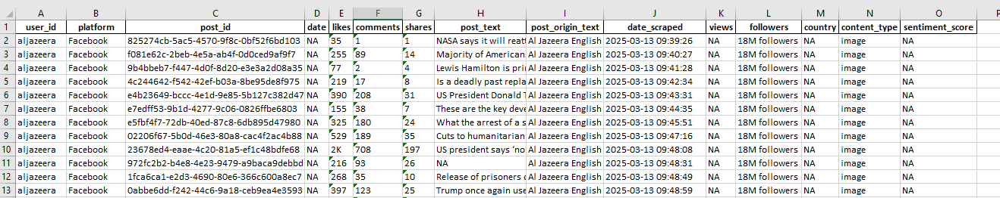 A B C D E F G H I J K L M N O P
1 user_id platform post_id date likes comments shares post_text post_origin_text date_scraped views followers country content_type sentiment_score
2 aljazeera Facebook 825274cb-5ac5-4570-9f8c-0bf52f6bd103 NA 35 1 1 NASA says it will Al Jazeera English 2025-03-13 09:39:26 NA 18M followers NA image NA
3 aljazeera Facebook f081e62c-2beb-4e5a-ab4f-0d0ced9af9f7 NA 255 89 14 Majority of American Al Jazeera English 2025-03-13 09:40:27 NA 18M followers NA image NA
4 aljazeera Facebook 9b4bbeb7-f447-4d0f-8d20-e3e3a2d08a35 NA 77 2 4 Lewis Hamilton is Al Jazeera English 2025-03-13 09:41:28 NA 18M followers NA image NA
5 aljazeera Facebook 4c244642-f542-42ef-b03a-8be95de8f975 NA 219 17 8 Is a deadly past Al Jazeera English 2025-03-13 09:42:34 NA 18M followers NA image NA
6 aljazeera Facebook e4b23649-bccc-4e1d-9e85-5b127c382d47 NA 390 208 31 US President Donald Al Jazeera English 2025-03-13 09:43:31 NA 18M followers NA image NA
7 aljazeera Facebook e7edff53-9b1d-4277-9c06-0826ffbe6803 NA 155 38 7 These are the key Al Jazeera English 2025-03-13 09:44:35 NA 18M followers NA image NA
8 aljazeera Facebook e5fbf4f7-72db-40ed-87c8-6db895d47980 NA 325 180 24 What the arrest of a Al Jazeera English 2025-03-13 09:45:51 NA 18M followers NA image NA
9 aljazeera Facebook 02206f67-5b0d-46e3-80a8-cac4f2ac4b88 NA 529 189 35 Cuts to humanitarian Al Jazeera English 2025-03-13 09:47:16 NA 18M followers NA image NA
10 aljazeera Facebook 23678ed4-eaae-4c20-81a5-ef1c48bdfe68 NA 2K 708 197 US president says ‘no Al Jazeera English 2025-03-13 09:48:08 NA 18M followers NA image NA
11 aljazeera Facebook 972fc2b2-b4e8-4e23-9479-a9baca9debbd NA 216 93 26 NA Al Jazeera English 2025-03-13 09:48:31 NA 18M followers NA image NA
12 aljazeera Facebook 1fca6ca1-e2d3-4690-80e6-366c600a8ec7 NA 268 35 10 Release of prisoners Al Jazeera English 2025-03-13 09:48:49 NA 18M followers NA image NA
13 aljazeera Facebook 0abbe6dd-f242-44c6-9a18-ceb9ea4e3593 NA 397 123 25 Trump once again use Al Jazeera English 2025-03-13 09:48:59 NA 18M followers NA image NA